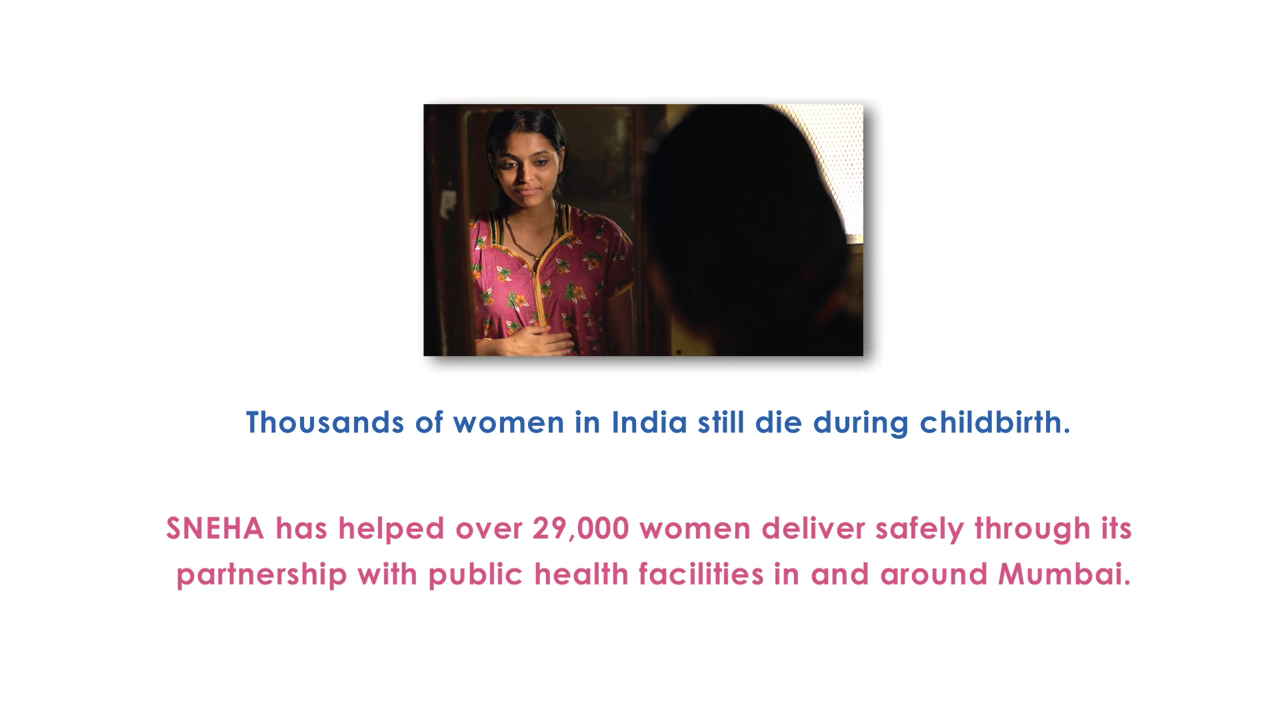 Thousands of women in India still die during childbirth.
SNEHA has helped over 29,000 women deliver safely through its
partnership with public health facilities in and around Mumbai.